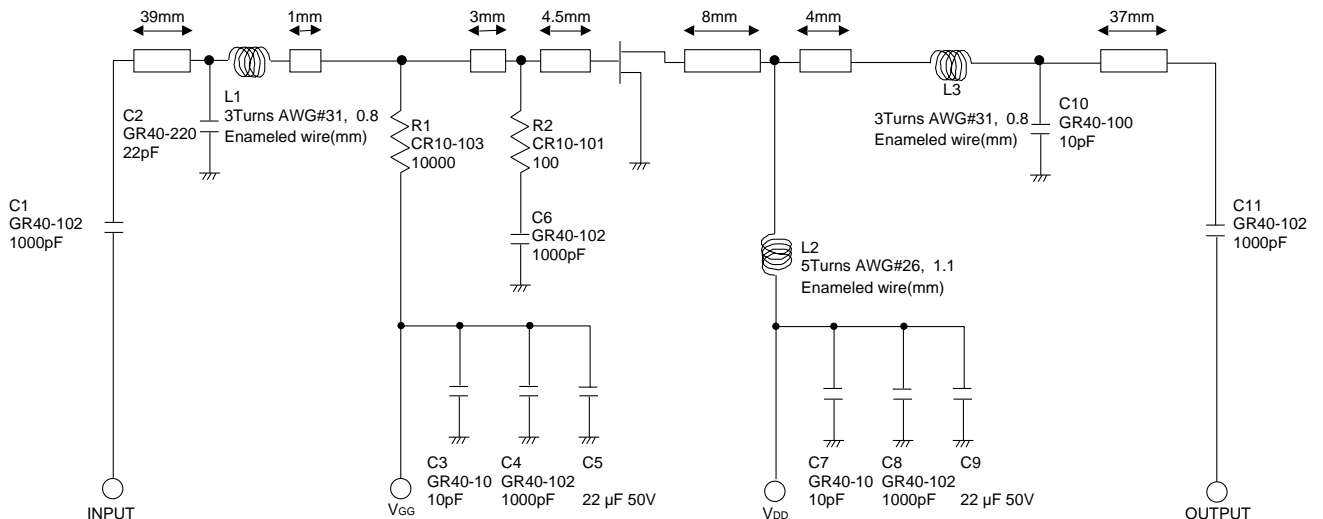 39mm
1mm
3mm
4.5mm
8mm
4mm
37mm
C2
GR40-220
22pF
L1
3Turns AWG#31, 0.8
Enameled wire(mm)
R1
CR10-103
10000
R2
CR10-101
100
L3
3Turns AWG#31, 0.8
Enameled wire(mm)
C10
GR40-100
10pF
C1
GR40-102
1000pF
C6
GR40-102
1000pF
L2
5Turns AWG#26, 1.1
Enameled wire(mm)
C11
GR40-102
1000pF
C3
GR40-10
10pF
C4
GR40-102
1000pF
C5
22 µF 50V
C7
GR40-10
10pF
C8
GR40-102
1000pF
C9
22 µF 50V
INPUT
VGG
VDD
OUTPUT